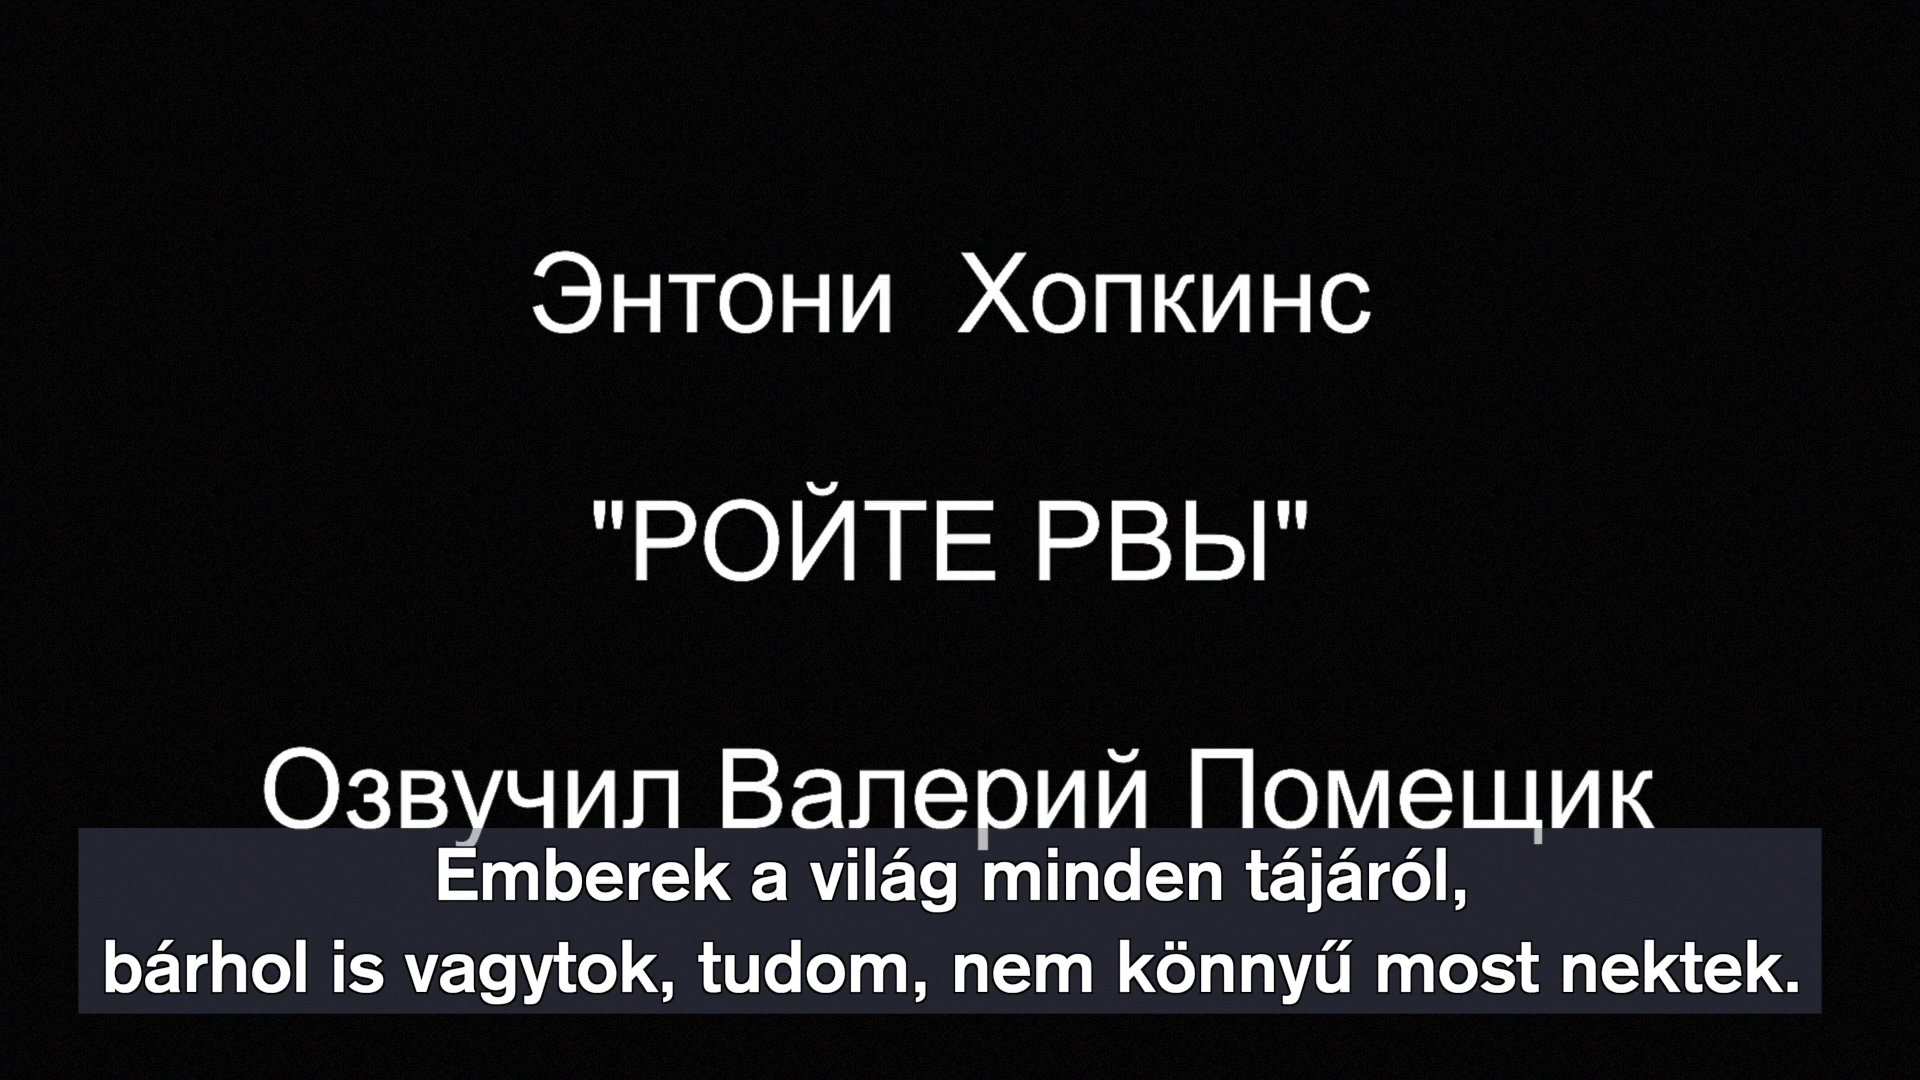 Энтони Хопкинс
"РОЙТЕ РВЫ"
Озвучил Валерий Помещик
Emberek a világ minden tájáról,
bárhol is vagytok, tudom, nem könnyű most nektek.